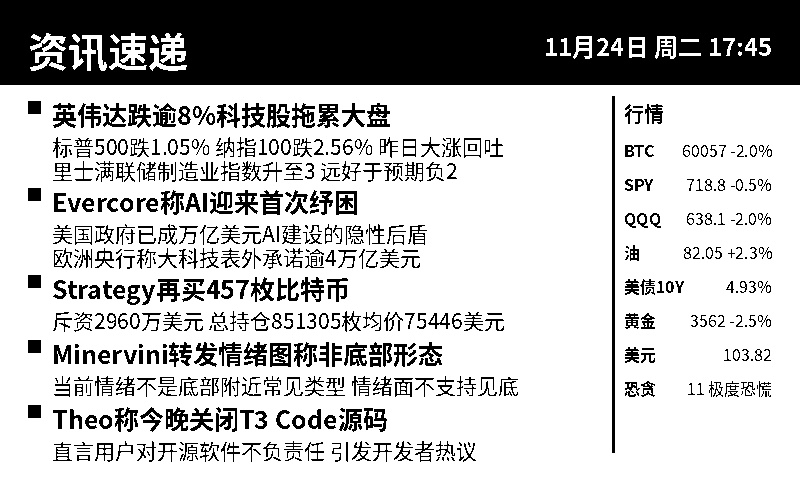 资讯速递
11月24日 周二 17:45
英伟达跌逾8%科技股拖累大盘
标普500跌1.05% 纳指100跌2.56% 昨日大涨回吐
里士满联储制造业指数升至3 远好于预期负2
Evercore称AI迎来首次纾困
美国政府已成万亿美元AI建设的隐性后盾
欧洲央行称大科技表外承诺逾4万亿美元
Strategy再买457枚比特币
斥资2960万美元 总持仓851305枚均价75446美元
Minervini转发情绪图称非底部形态
当前情绪不是底部附近常见类型 情绪面不支持见底
Theo称今晚关闭T3 Code源码
直言用户对开源软件不负责任 引发开发者热议
行情
BTC 60057 -2.0%
SPY 718.8 -0.5%
QQQ 638.1 -2.0%
油 82.05 +2.3%
美债10Y 4.93%
黄金 3562 -2.5%
美元 103.82
恐贪 11 极度恐慌